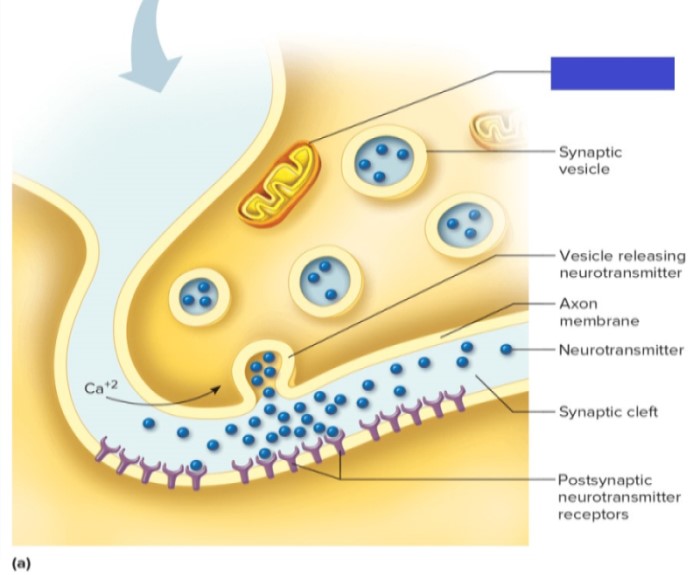 Synaptic
vesicle
Vesicle releasing
neurotransmitter
Axon
membrane
Neurotransmitter
Ca+2
Synaptic cleft
Postsynaptic
neurotransmitter
receptors
(a)